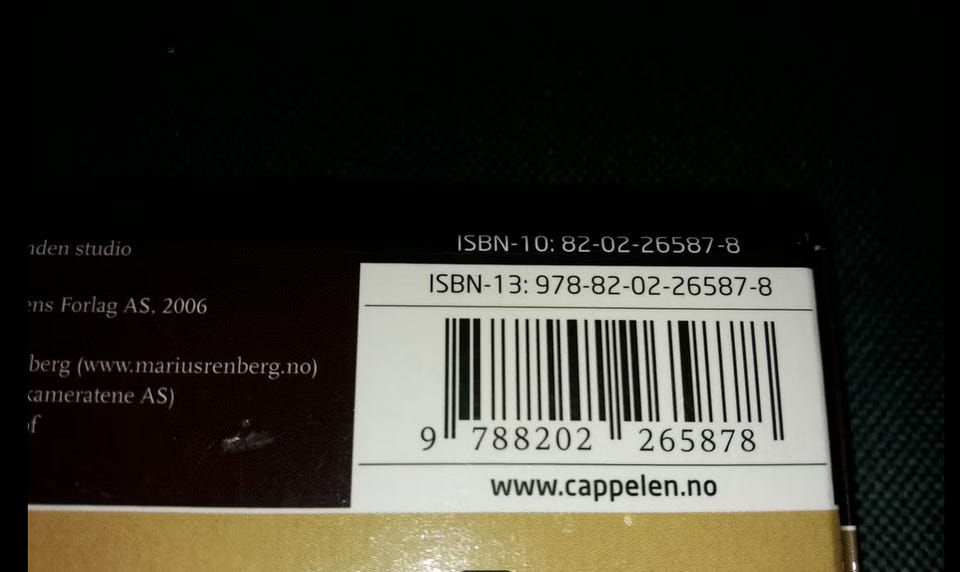 nden studio
ens Forlag AS, 2006
berg (www.mariusrenberg.no)
kameratene AS)
of
ISBN-10: 82-02-26587-8
ISBN-13: 978-82-02-26587-8
9 788202 265878
www.cappelen.no